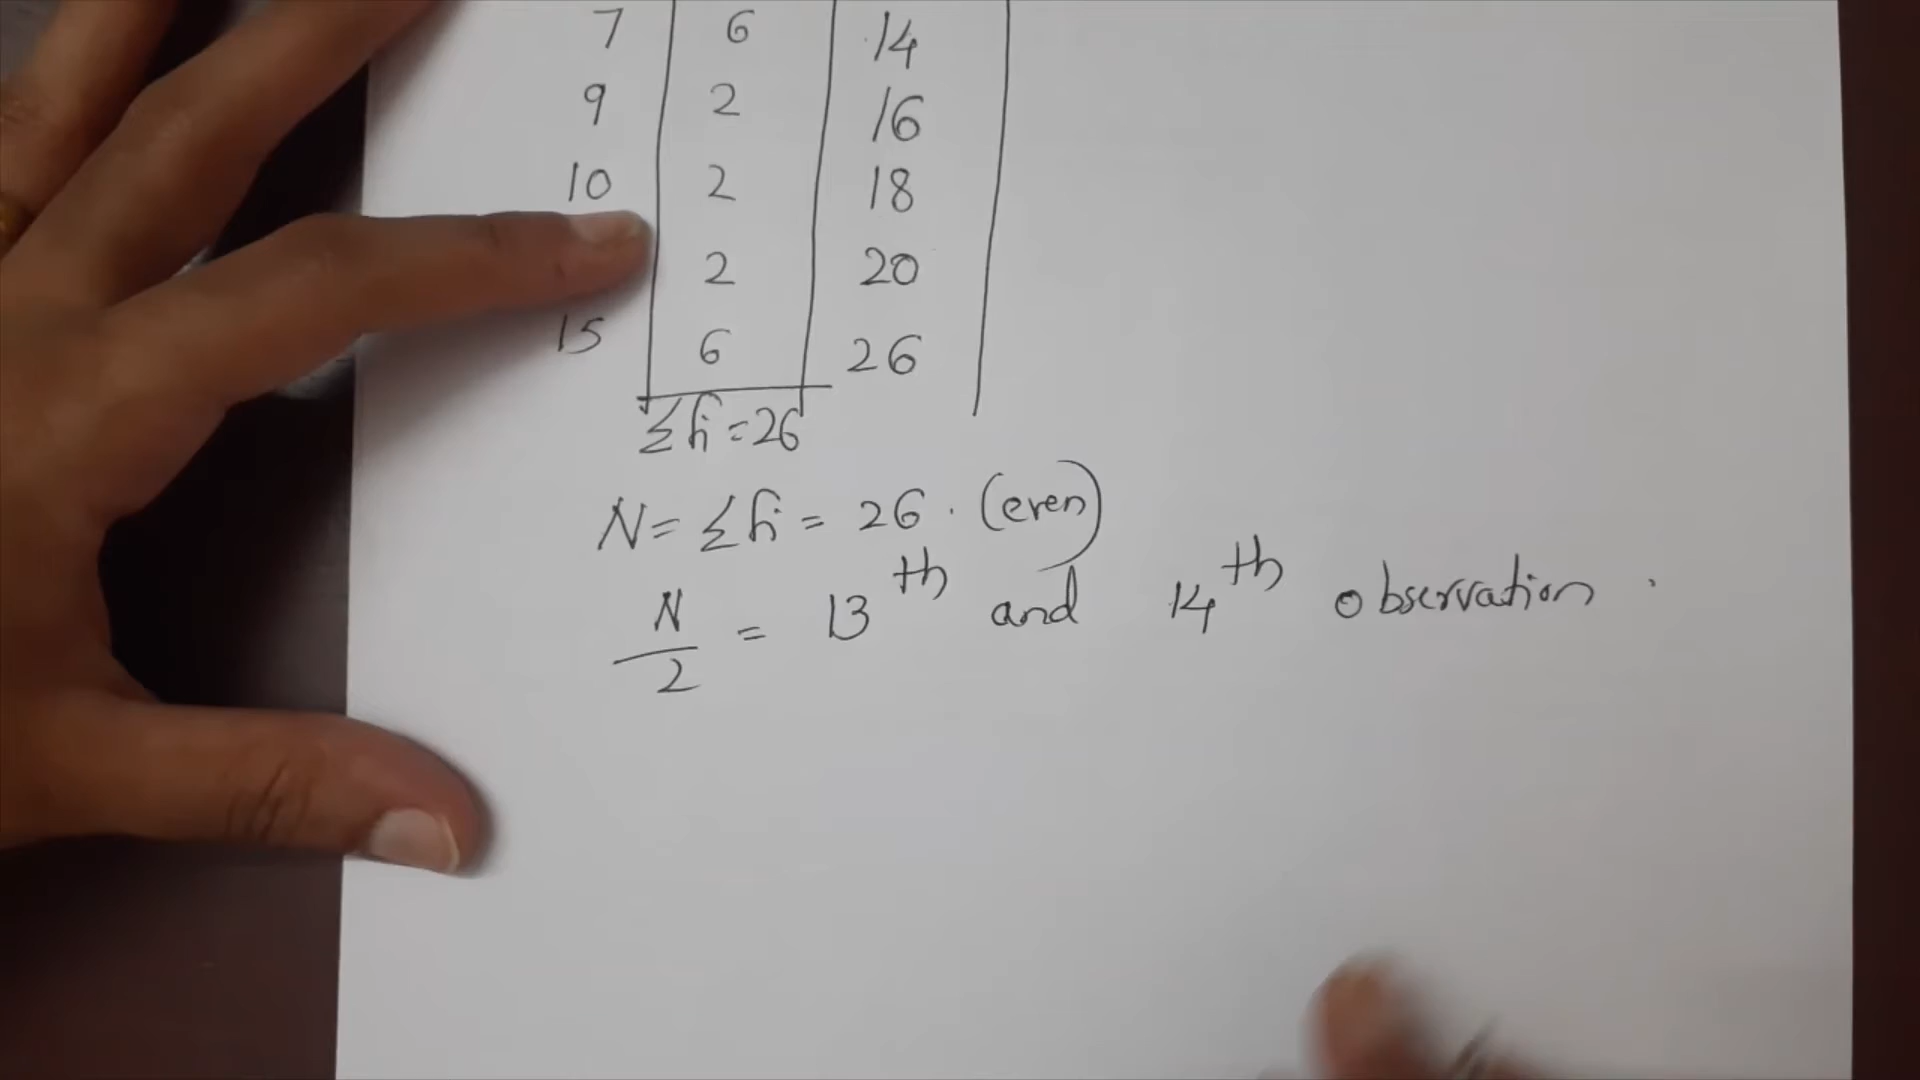 7 6 14
9 2 16
10 2 18
2 20
15 6 26
Σfi = 26
N = Σfi = 26 . (even)
N/2 = 13th and 14th observation .